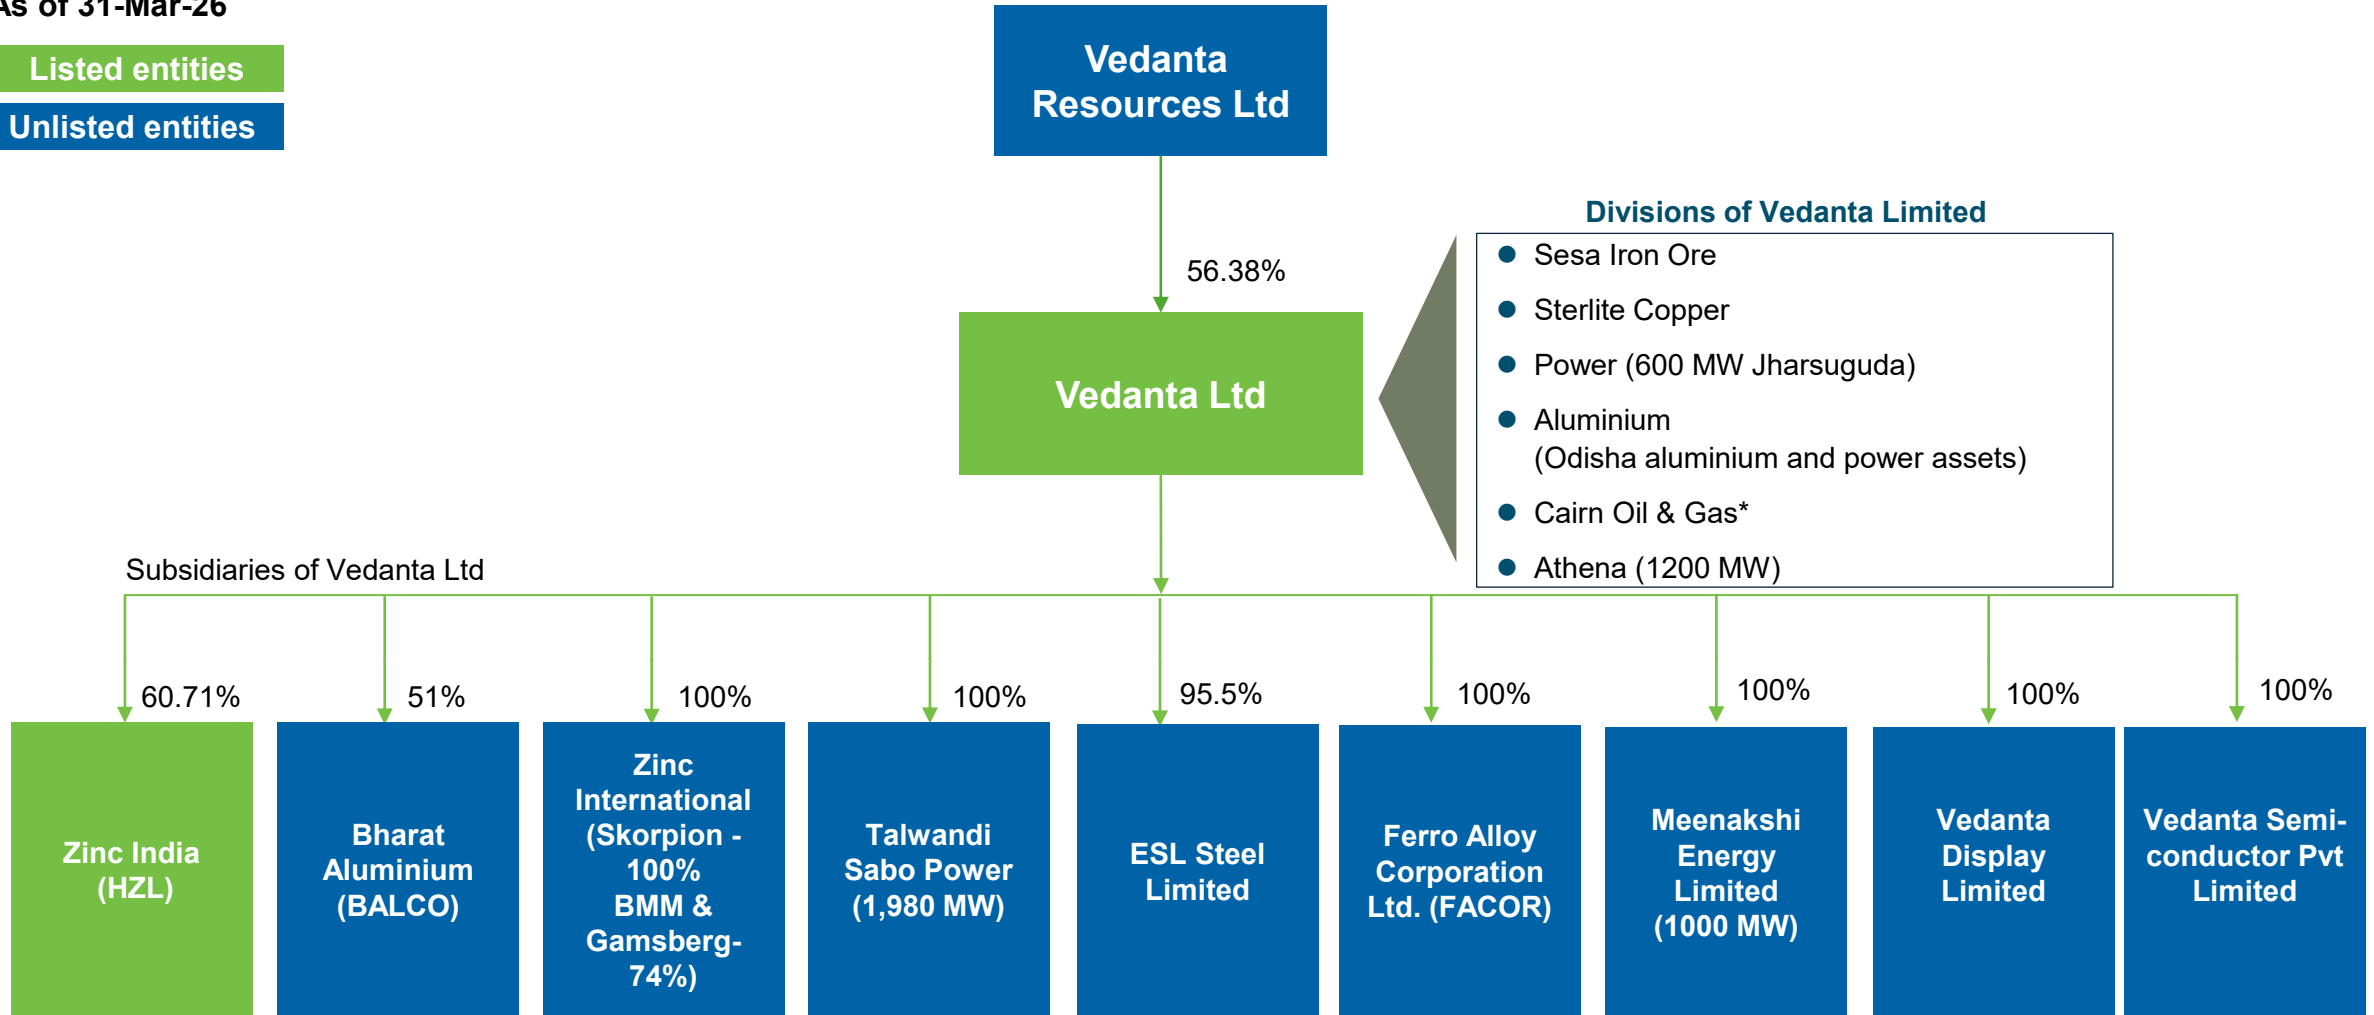 As of 31-Mar-26
Listed entities
Unlisted entities
Vedanta
Resources Ltd
56.38%
Vedanta Ltd
Divisions of Vedanta Limited
Sesa Iron Ore
Sterlite Copper
Power (600 MW Jharsuguda)
Aluminium
(Odisha aluminium and power assets)
Cairn Oil & Gas*
Athena (1200 MW)
Subsidiaries of Vedanta Ltd
60.71%
Zinc India
(HZL)
51%
Bharat
Aluminium
(BALCO)
100%
Zinc
International
(Skorpion -
100%
BMM &
Gamsberg-
74%)
100%
Talwandi
Sabo Power
(1,980 MW)
95.5%
ESL Steel
Limited
100%
Ferro Alloy
Corporation
Ltd. (FACOR)
100%
Meenakshi
Energy
Limited
(1000 MW)
100%
Vedanta
Display
Limited
100%
Vedanta Semi-
conductor Pvt
Limited